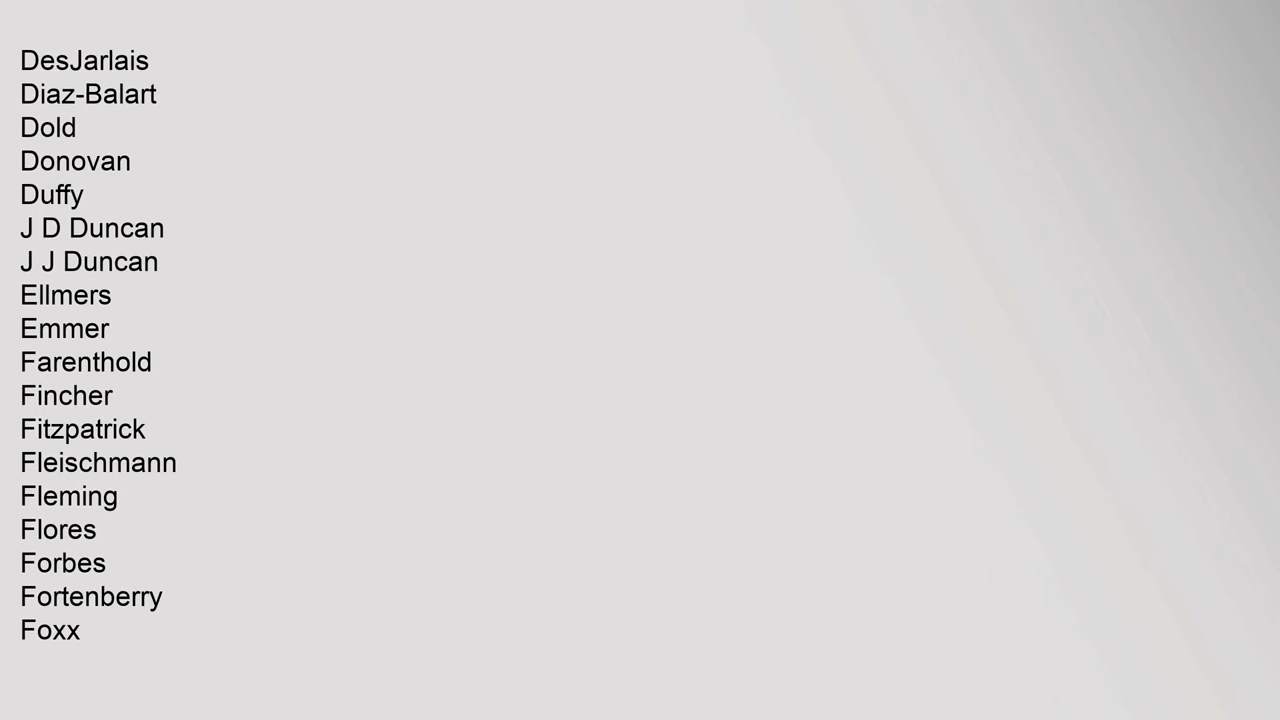 DesJarlais
Diaz-Balart
Dold
Donovan
Duffy
J D Duncan
J J Duncan
Ellmers
Emmer
Farenthold
Fincher
Fitzpatrick
Fleischmann
Fleming
Flores
Forbes
Fortenberry
Foxx